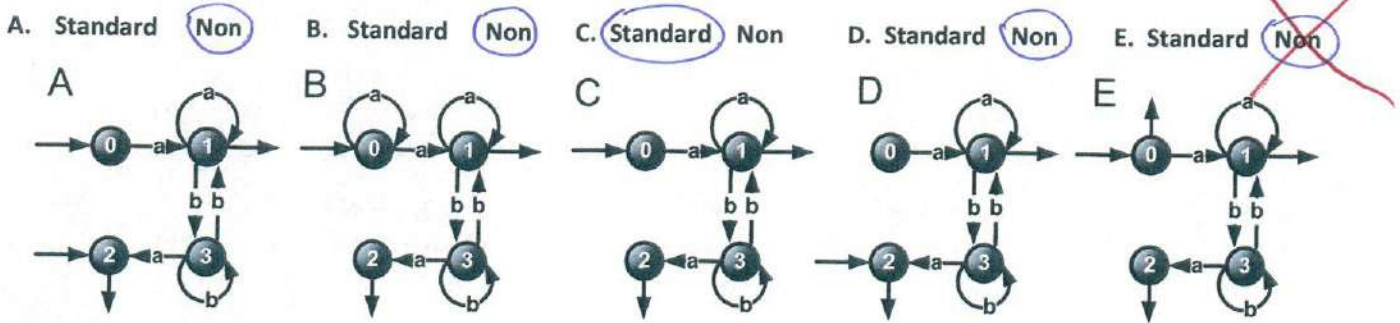 A. Standard Non B. Standard Non C. Standard Non D. Standard Non E. Standard Non
A B C D E
a a a a a a
0 a 1 0 a 1 0 a 1 0 a 1 0 a 1
b b b b b b b b b b
2 a 3 2 a 3 2 a 3 2 a 3 2 a 3
b b b b b